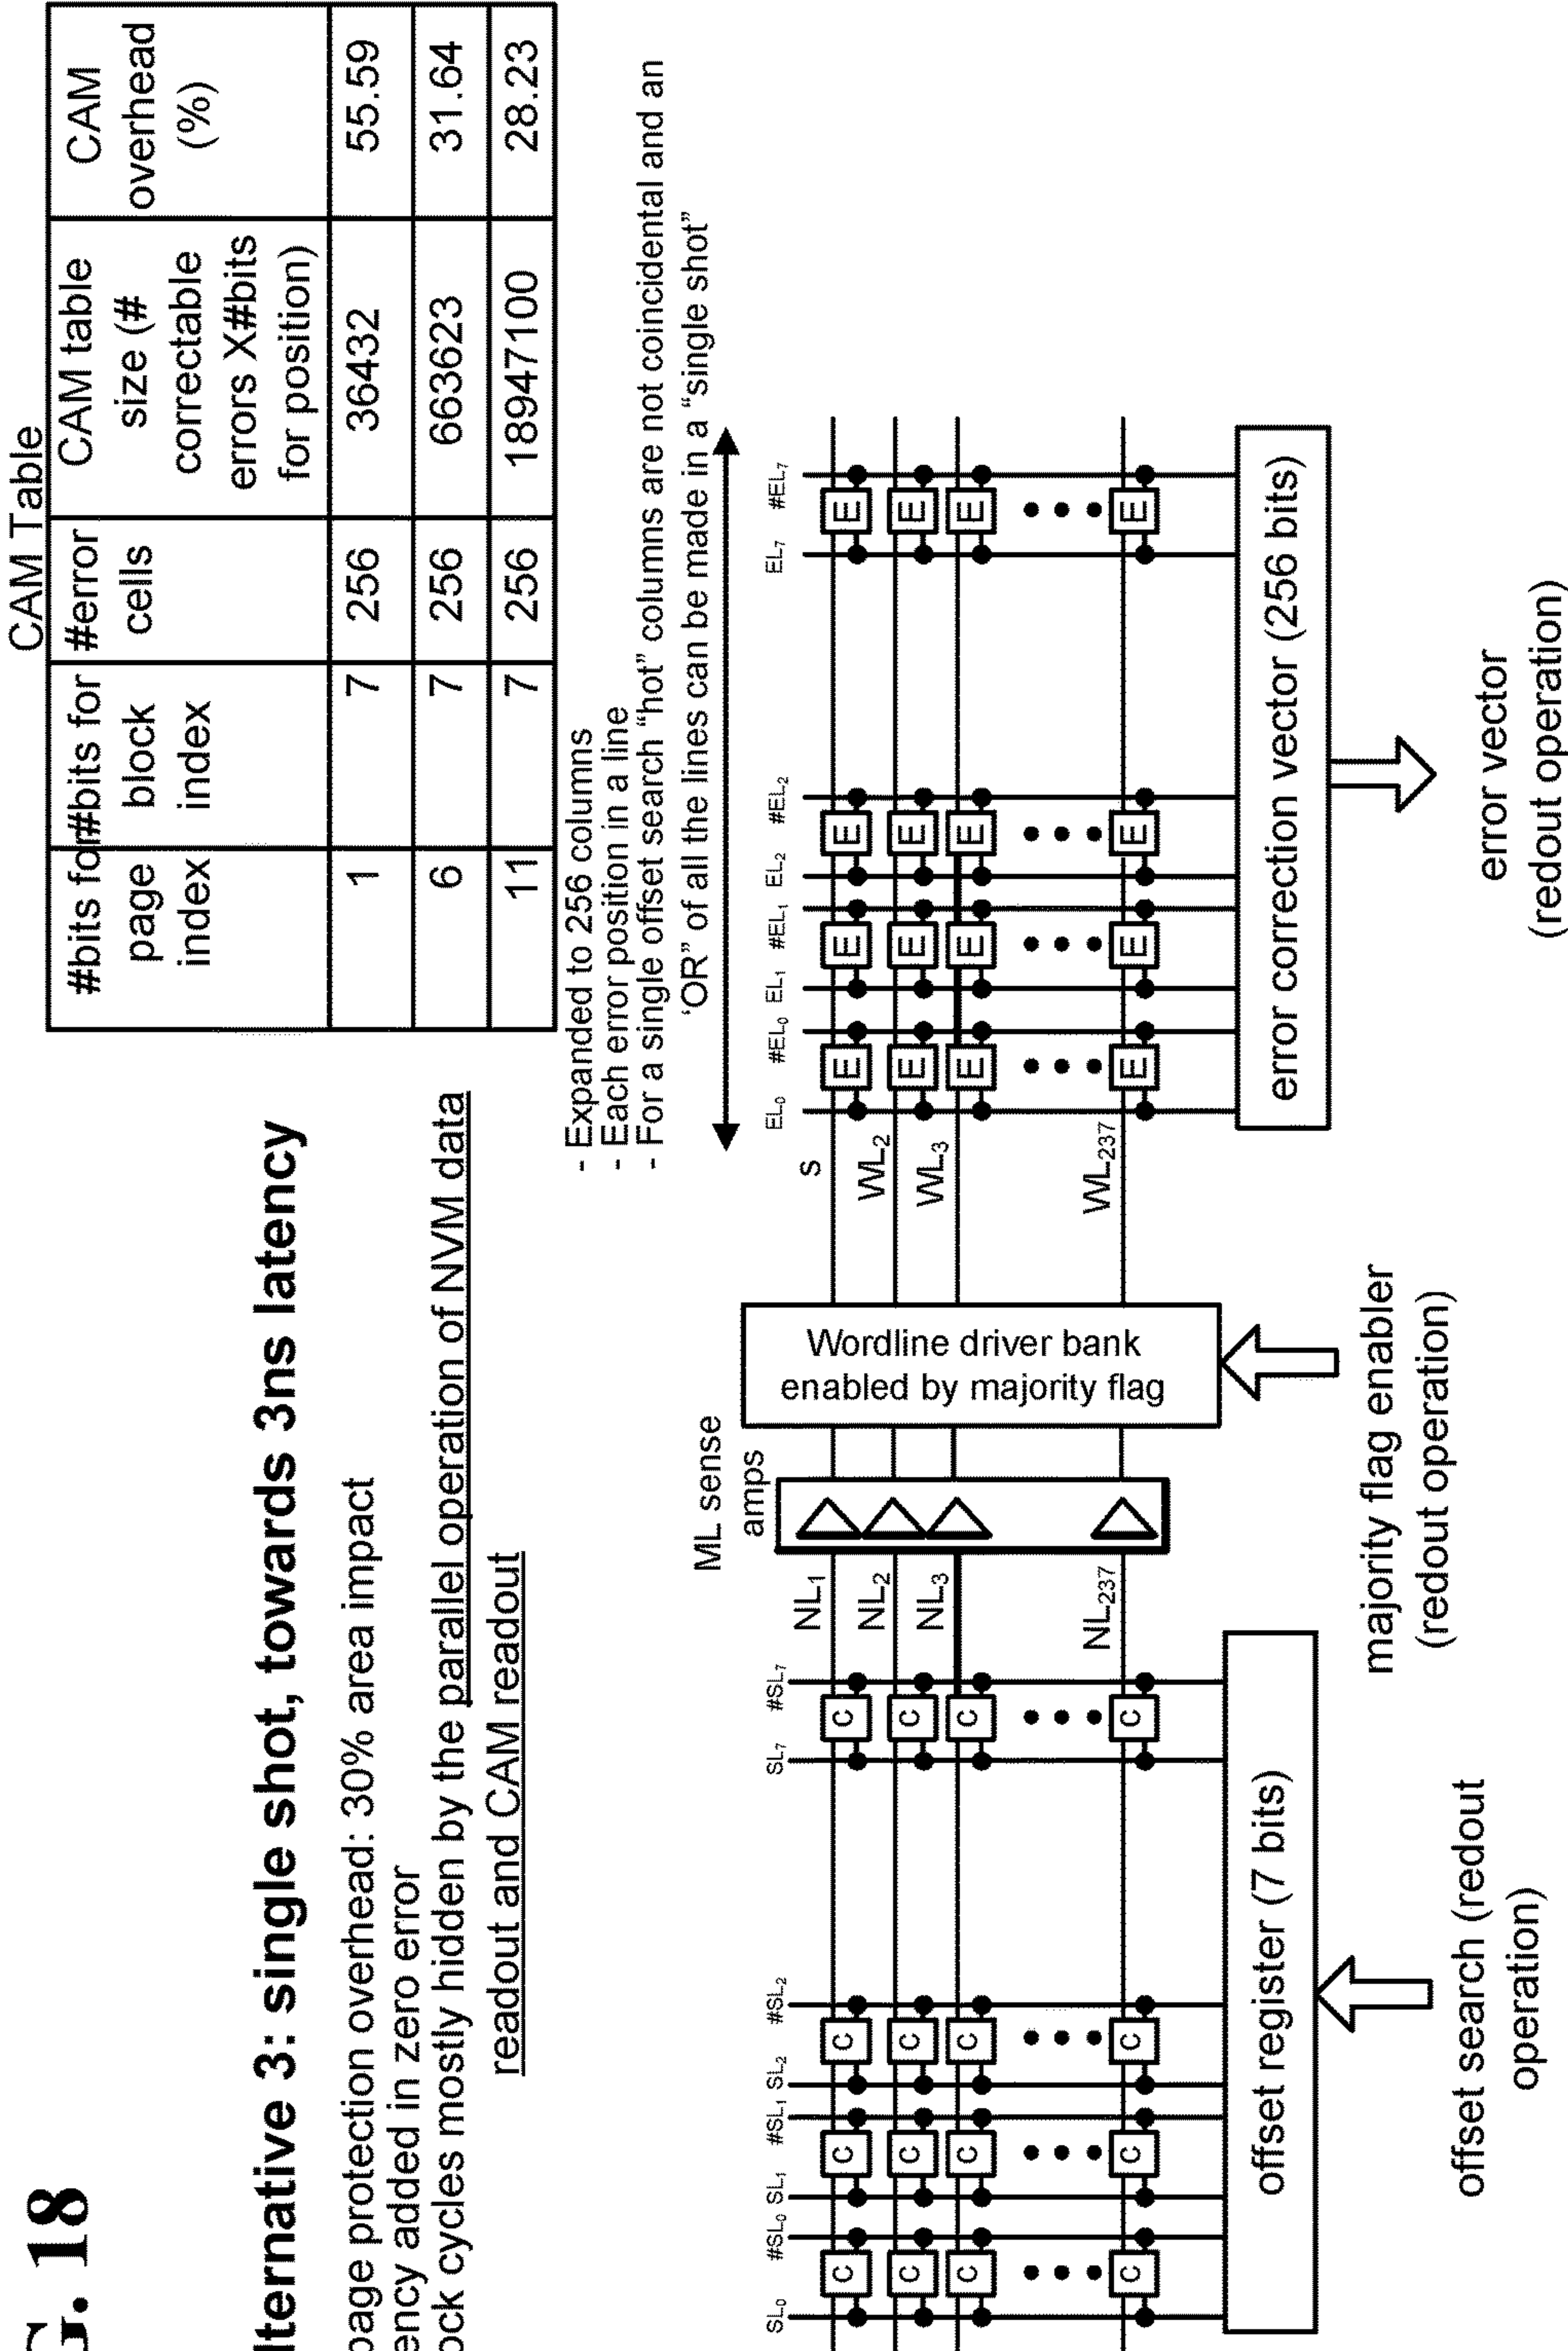 G. 18
lternative 3: single shot, towards 3ns latency
page protection overhead: 30% area impact
ency added in zero error
ock cycles mostly hidden by the parallel operation of NVM data
readout and CAM readout
CAM Table
#bits for page index #bits for block index #error cells CAM table size (# correctable errors X#bits for position) CAM overhead (%)
1 7 256 36432 55.59
6 7 256 663623 31.64
11 7 256 18947100 28.23
- Expanded to 256 columns
- Each error position in a line
- For a single offset search “hot” columns are not coincidental and an
‘OR” of all the lines can be made in a “single shot”
SL0 #SL0 SL1 #SL1 SL2 #SL2 SL7 #SL7
EL0 #EL0 EL1 #EL1 EL2 #EL2 EL7 #EL7
ML sense
amps
C C C C NL1 s E E E E
C C C C NL2 WL2 E E E E
C C C C NL3 WL3 E E E E
C C C C NL237 WL237 E E E E
Wordline driver bank
enabled by majority flag
offset register (7 bits)
error correction vector (256 bits)
offset search (redout
operation)
majority flag enabler
(redout operation)
error vector
(redout operation)